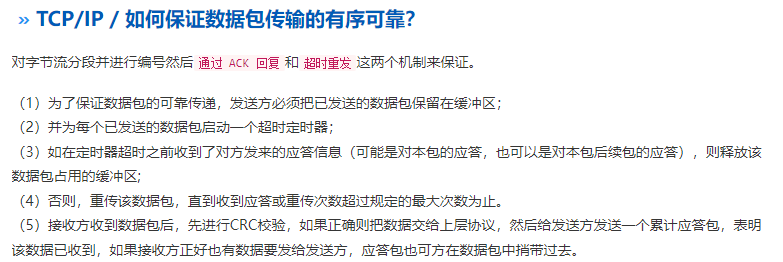 » TCP/IP / 如何保证数据包传输的有序可靠?
对字节流分段并进行编号然后 通过 ACK 回复 和 超时重发 这两个机制来保证。
（1）为了保证数据包的可靠传递，发送方必须把已发送的数据包保留在缓冲区；
（2）并为每个已发送的数据包启动一个超时定时器；
（3）如在定时器超时之前收到了对方发来的应答信息（可能是对本包的应答，也可以是对本包后续包的应答），则释放该
数据包占用的缓冲区;
（4）否则，重传该数据包，直到收到应答或重传次数超过规定的最大次数为止。
（5）接收方收到数据包后，先进行CRC校验，如果正确则把数据交给上层协议，然后给发送方发送一个累计应答包，表明
该数据已收到，如果接收方正好也有数据要发给发送方，应答包也可方在数据包中捎带过去。